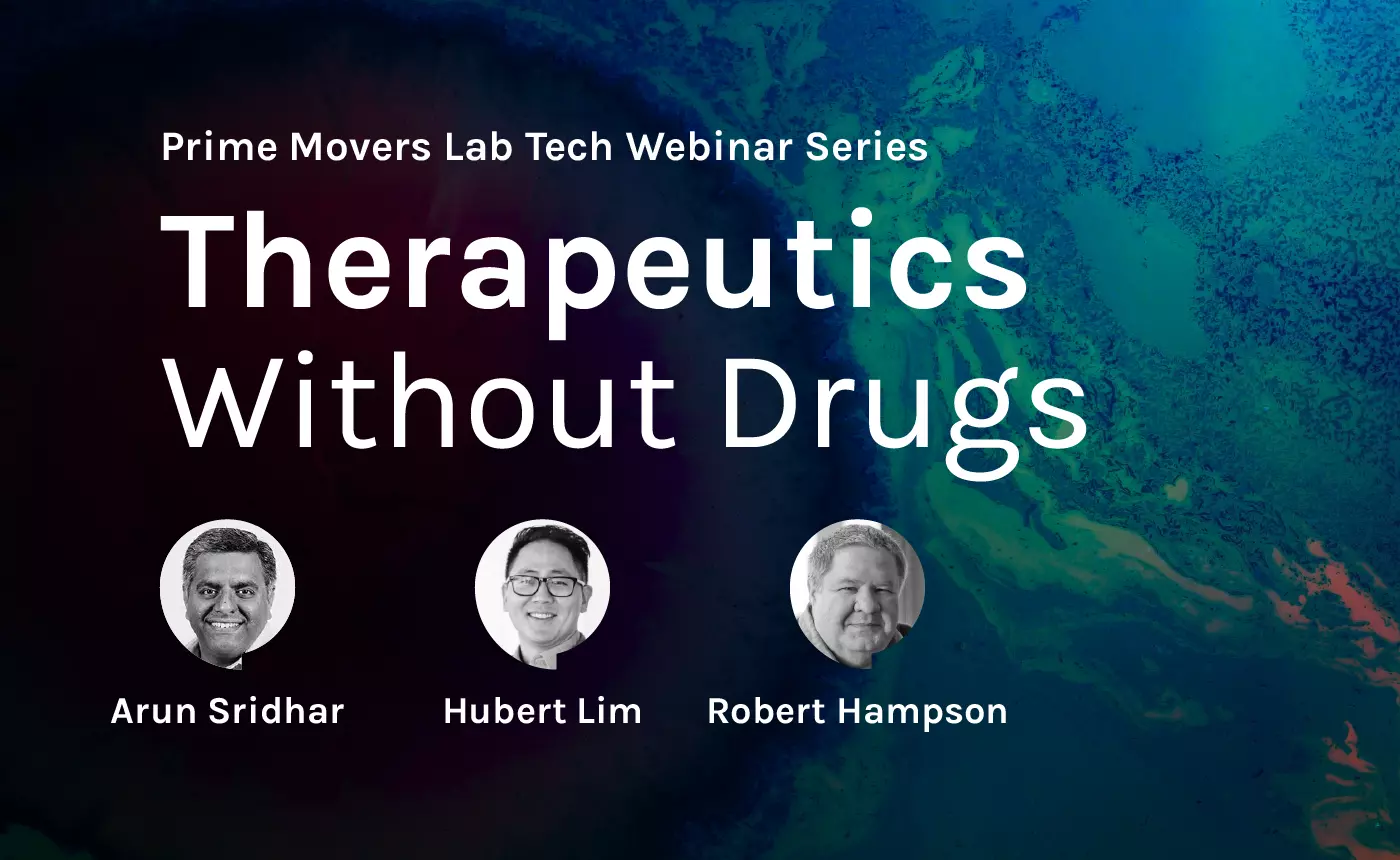 Prime Movers Lab Tech Webinar Series
Therapeutics
Without Drugs
Arun Sridhar
Hubert Lim
Robert Hampson